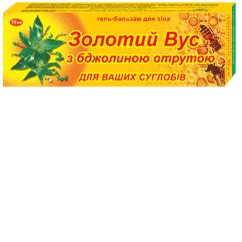 гель-бальзам для тіла
Золотий Вус
з бджолиною отрутою
ДЛЯ ВАШИХ СУГЛОБІВ